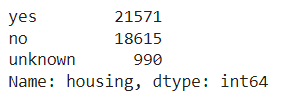 yes        21571
no         18615
unknown      990
Name: housing, dtype: int64